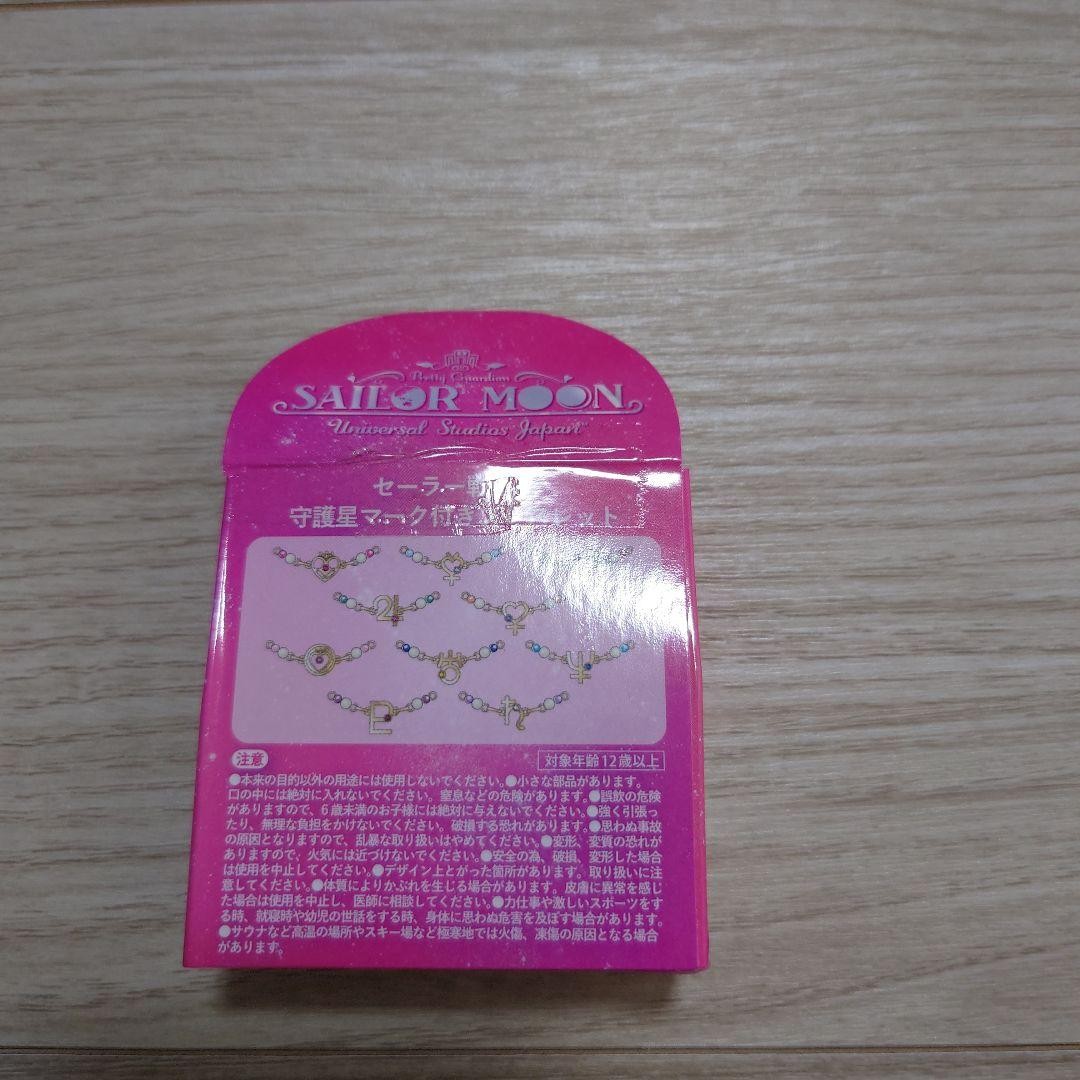 Pretty Guardian
SAILOR MOON
Universal Studios Japan™
セーラー戦
守護星マーク付き レット
注意
対象年齢12歳以上
●本来の目的以外の用途には使用しないでください。●小さな部品があります。
口の中には絶対に入れないでください。窒息などの危険があります。●誤飲の危険
がありますので、6歳未満のお子様には絶対に与えないでください。●強く引張っ
たり、無理な負担をかけないでください。破損する恐れがあります。●思わぬ事故
の原因となりますので、乱暴な取り扱いはやめてください。●変形、変質の恐れが
ありますので、火気には近づけないでください。●安全の為、破損、変形した場合
は使用を中止してください。●デザイン上とがった箇所があります。取り扱いに注
意してください。●体質によりかぶれを生じる場合があります。皮膚に異常を感じ
た場合は使用を中止し、医師に相談してください。●力仕事や激しいスポーツをす
る時、就寝時や幼児の世話をする時、身体に思わぬ危害を及ぼす場合があります。
●サウナなど高温の場所やスキー場など極寒地では火傷、凍傷の原因となる場合
があります。